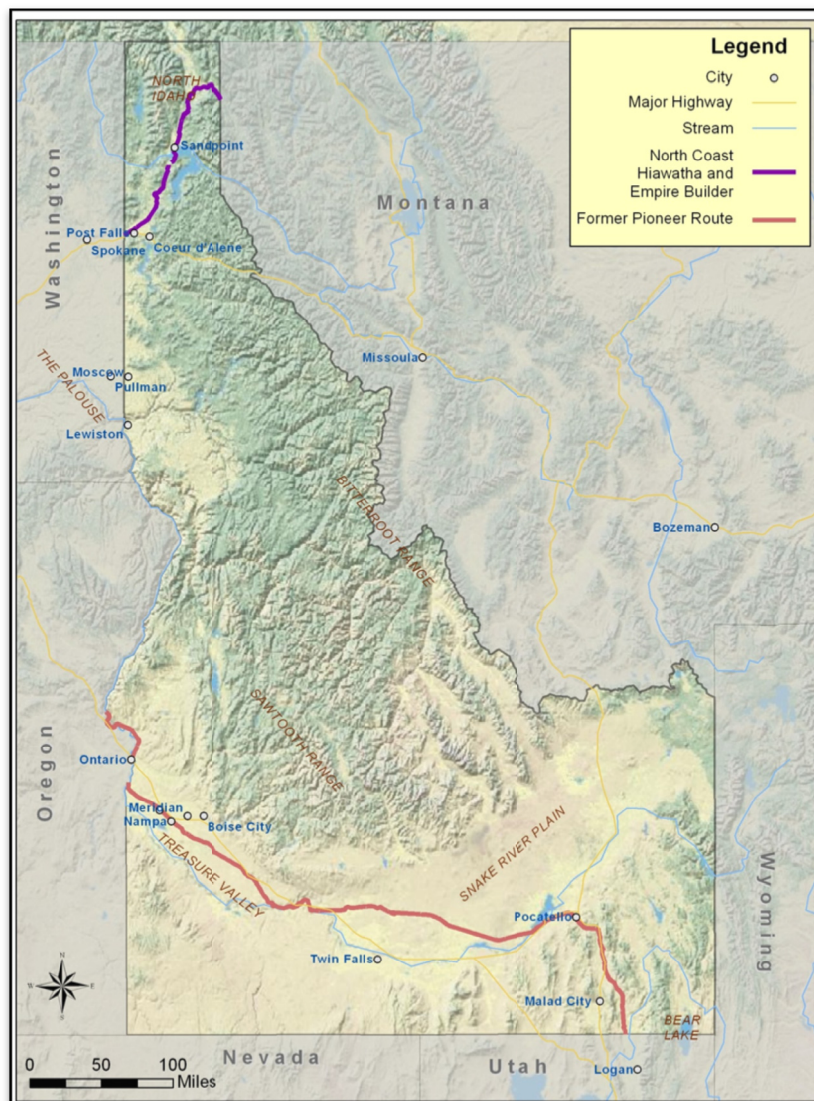 Legend
City
Major Highway
Stream
North Coast
Hiawatha and
Empire Builder
Former Pioneer Route
NORTH
IDAHO
Sandpoint
Washington
Montana
Post Falls
Spokane
Coeur d'Alene
Missoula
Moscow
Pullman
THE PALOUSE
Lewiston
BITTERROOT RANGE
Bozeman
SAWTOOTH RANGE
Oregon
Ontario
Meridian
Nampa
Boise City
TREASURE VALLEY
SNAKE RIVER PLAIN
Wyoming
Pocatello
Twin Falls
Malad City
BEAR
LAKE
N
W
E
S
Nevada
Utah
Logan
0 50 100
Miles